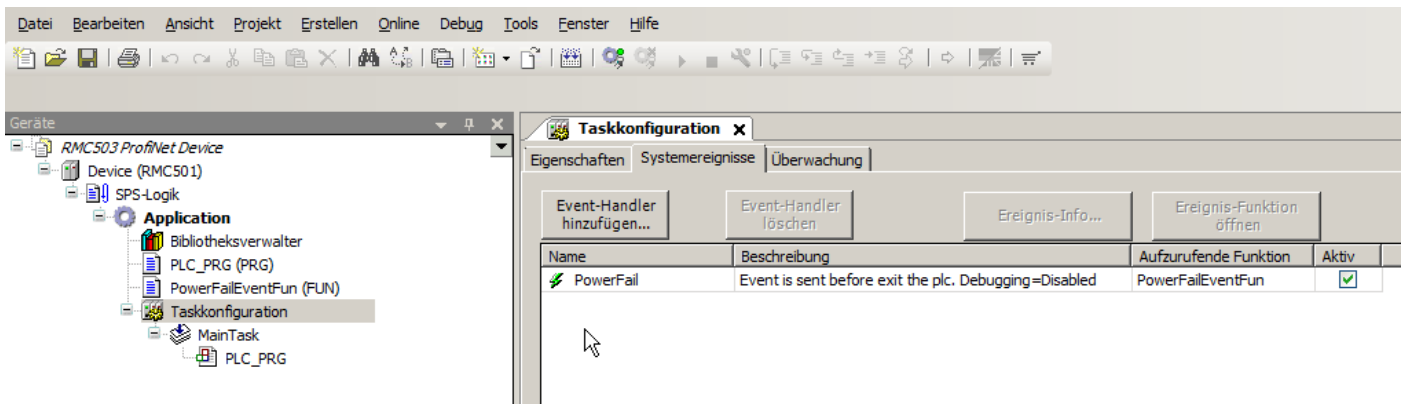 Datei Bearbeiten Ansicht Projekt Erstellen Online Debug Tools Fenster Hilfe
Geräte
RMC503 ProfiNet Device
Device (RMC501)
SPS-Logik
Application
Bibliotheksverwalter
PLC_PRG (PRG)
PowerFailEventFun (FUN)
Taskkonfiguration
MainTask
PLC_PRG
Taskkonfiguration
Eigenschaften Systemereignisse Überwachung
Event-Handler
hinzufügen...
Event-Handler
löschen
Ereignis-Info...
Ereignis-Funktion
öffnen
Name Beschreibung Aufzurufende Funktion Aktiv
PowerFail Event is sent before exit the plc. Debugging=Disabled PowerFailEventFun